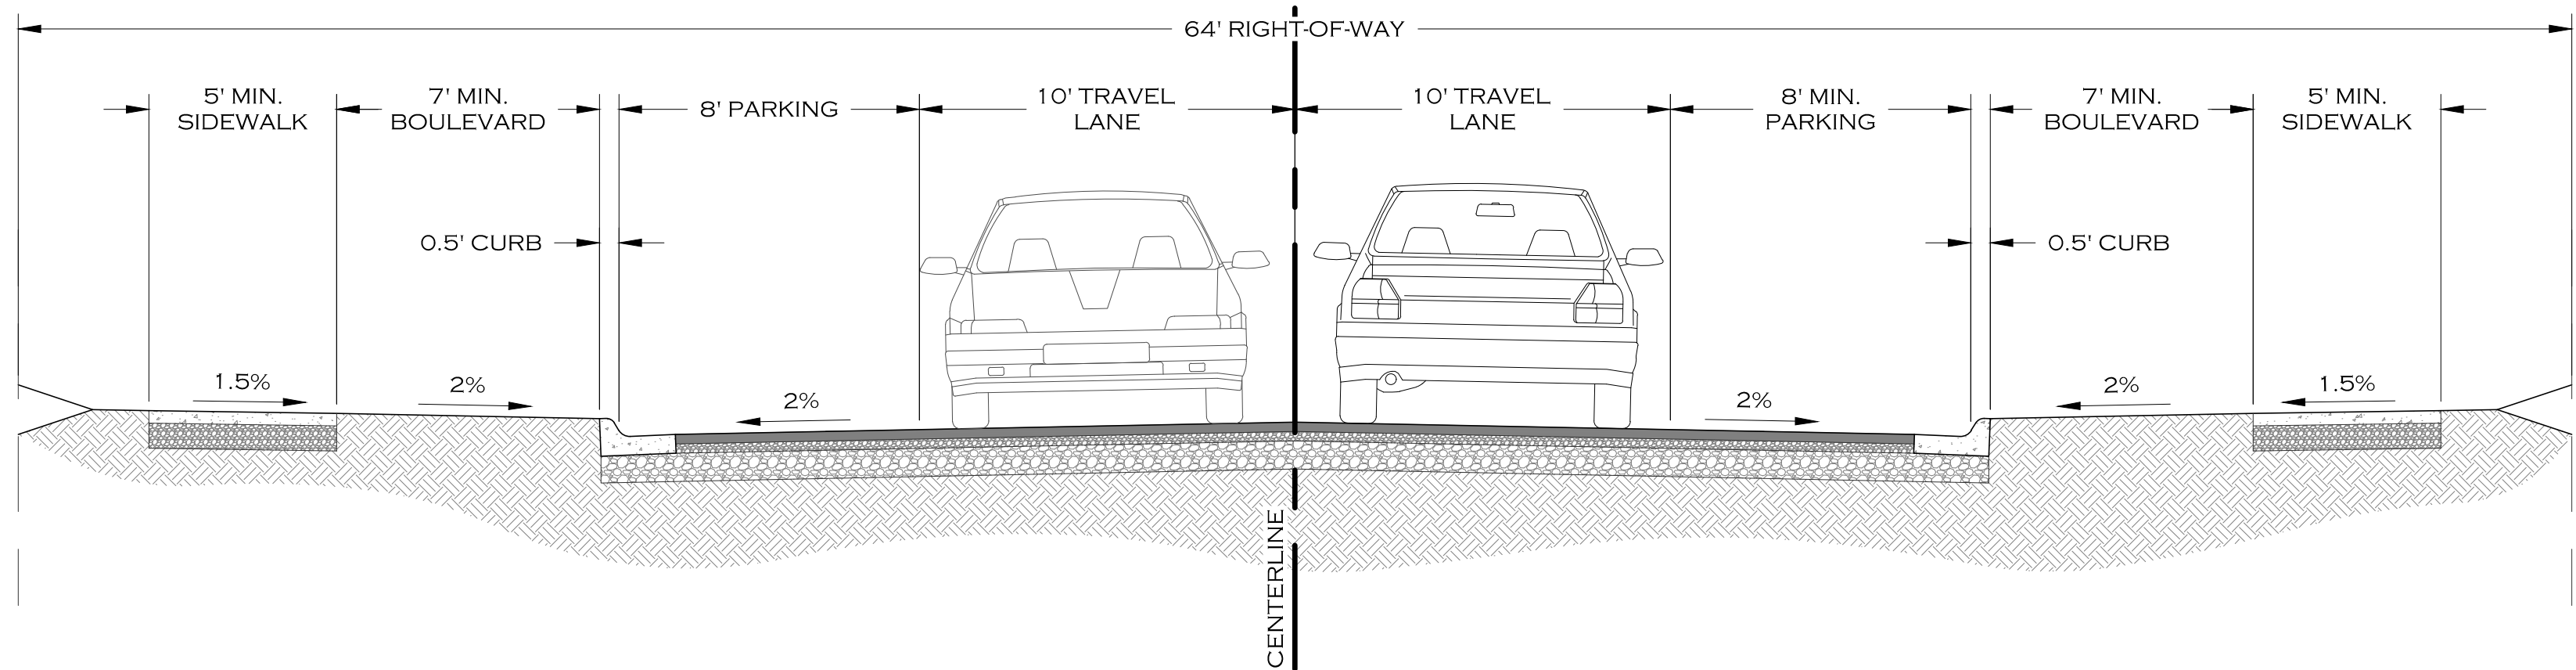 64' RIGHT-OF-WAY
5' MIN.
SIDEWALK
7' MIN.
BOULEVARD
8' PARKING
10' TRAVEL
LANE
10' TRAVEL
LANE
8' MIN.
PARKING
7' MIN.
BOULEVARD
5' MIN.
SIDEWALK
0.5' CURB
0.5' CURB
1.5%
2%
2%
2%
2%
1.5%
CENTERLINE